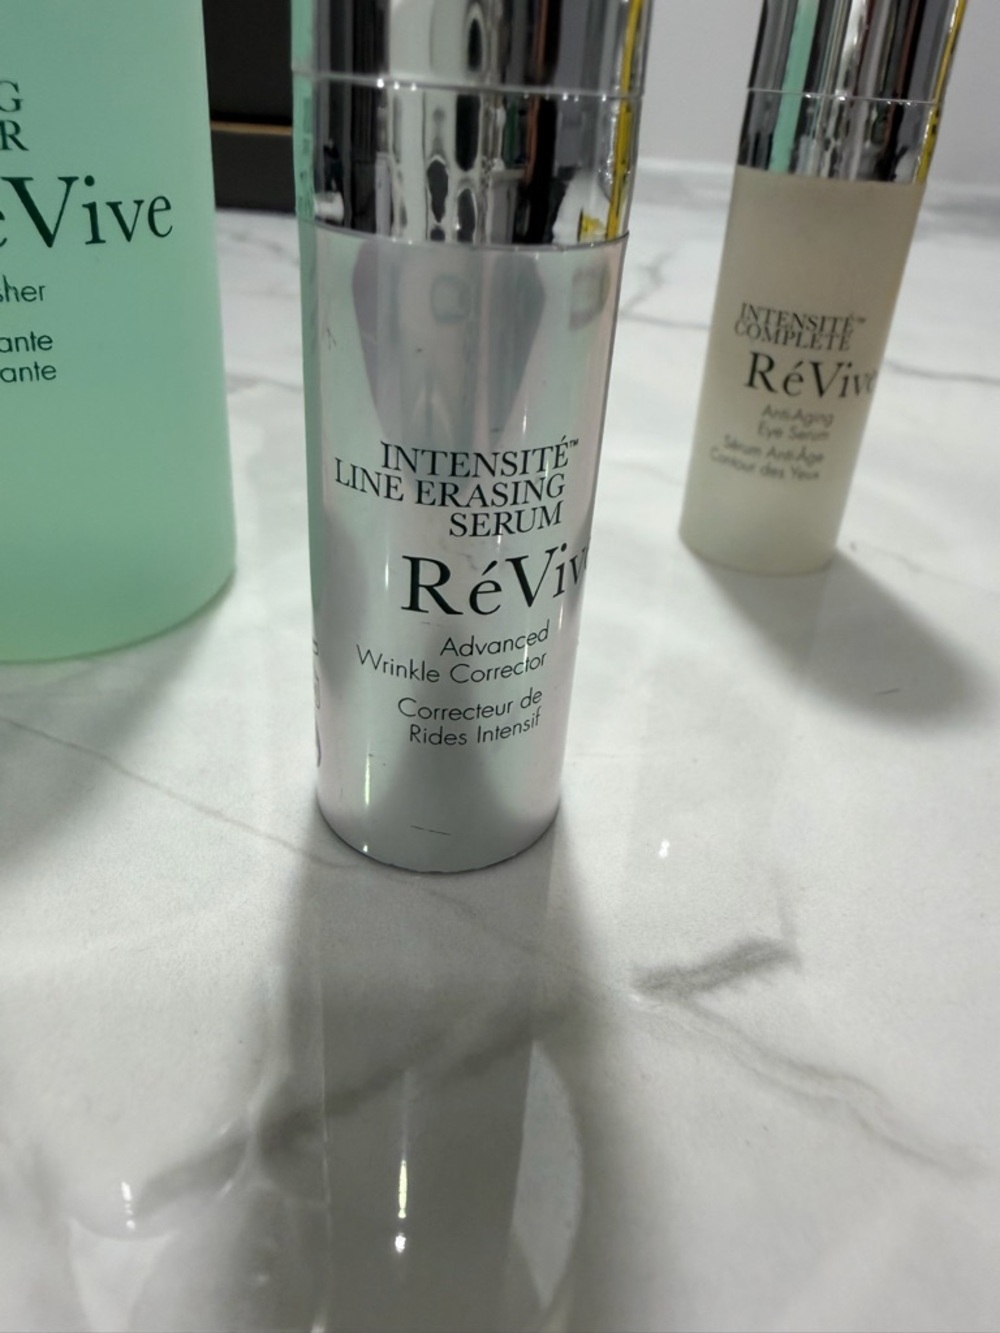 G
R
éVive
sher
ante
ante
INTENSITÉ™
LINE ERASING
SERUM
RéViv
Advanced
Wrinkle Corrector
Correcteur de
Rides Intensif
INTENSITÉ™
COMPLETE
RéVive
Anti-Aging
Eye Serum
Sérum Anti-Âge
Contour des Yeux